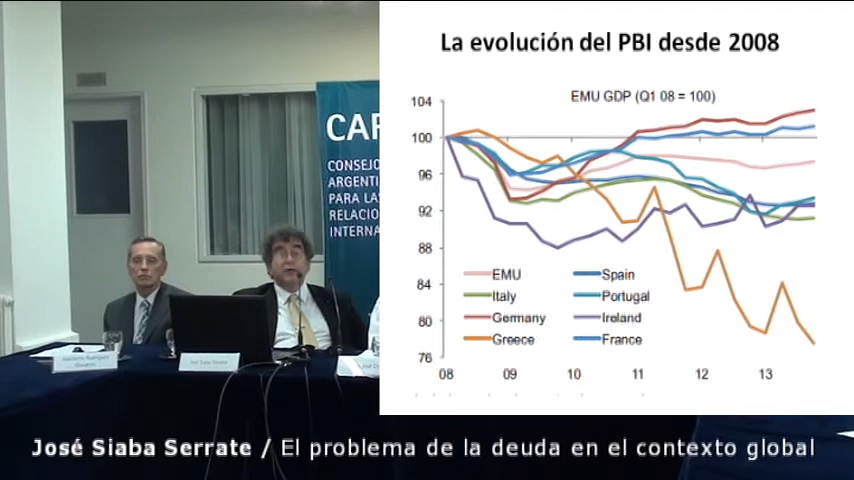 La evolución del PBI desde 2008
EMU GDP (Q1 08 = 100)
104
100
96
92
88
84
80
76
08
09
10
11
12
13
EMU
Spain
Italy
Portugal
Germany
Ireland
Greece
France
CONSEJO
ARGENTI
PARA LAS
RELACIO
INTERNA
José Siaba Serrate / El problema de la deuda en el contexto global